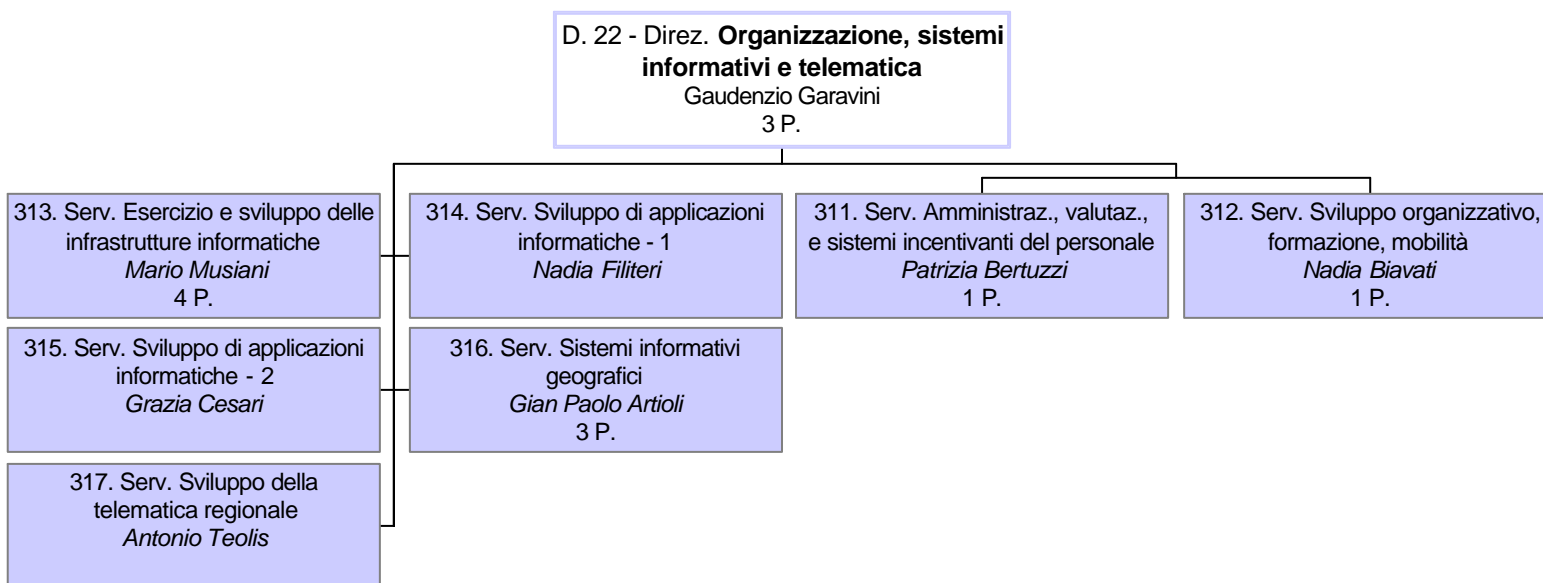 D. 22 - Direz. Organizzazione, sistemi
informativi e telematica
Gaudenzio Garavini
3 P.
313. Serv. Esercizio e sviluppo delle
infrastrutture informatiche
Mario Musiani
4 P.
314. Serv. Sviluppo di applicazioni
informatiche - 1
Nadia Filiteri
311. Serv. Amministraz., valutaz.,
e sistemi incentivanti del personale
Patrizia Bertuzzi
1 P.
312. Serv. Sviluppo organizzativo,
formazione, mobilità
Nadia Biavati
1 P.
315. Serv. Sviluppo di applicazioni
informatiche - 2
Grazia Cesari
316. Serv. Sistemi informativi
geografici
Gian Paolo Artioli
3 P.
317. Serv. Sviluppo della
telematica regionale
Antonio Teolis